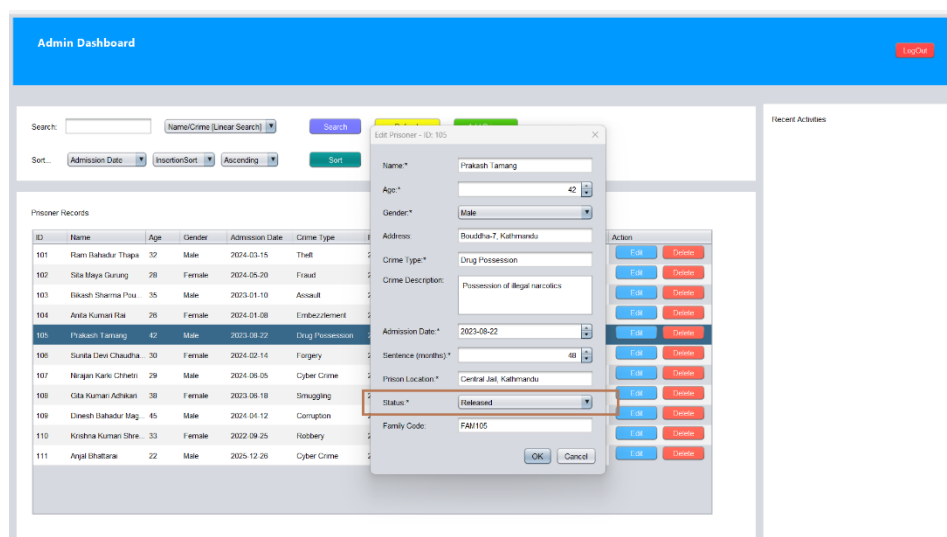 Admin Dashboard
LogOut
Search:
Name/Crime (Linear Search)
Search
Sort...
Admission Date
InsertionSort
Ascending
Sort
Recent Activities
Prisoner Records
ID Name Age Gender Admission Date Crime Type Action
101 Ram Bahadur Thapa 32 Male 2024-03-15 Theft Edit Delete
102 Sita Maya Gurung 28 Female 2024-05-20 Fraud Edit Delete
103 Bikash Sharma Pou... 35 Male 2023-01-10 Assault Edit Delete
104 Anita Kumari Rai 26 Female 2024-01-08 Embezzlement Edit Delete
105 Prakash Tamang 42 Male 2023-08-22 Drug Possession Edit Delete
106 Sunita Devi Chaudha... 30 Female 2024-02-14 Forgery Edit Delete
107 Nirajan Karki Chhetri 29 Male 2024-06-05 Cyber Crime Edit Delete
108 Gita Kumari Adhikari 38 Female 2023-06-18 Smuggling Edit Delete
109 Dinesh Bahadur Mag... 45 Male 2024-04-12 Corruption Edit Delete
110 Krishna Kumari Shre... 33 Female 2022-09-25 Robbery Edit Delete
111 Anjal Bhattarai 22 Male 2025-12-26 Cyber Crime Edit Delete
Edit Prisoner - ID: 105
Name:* Prakash Tamang
Age:* 42
Gender:* Male
Address: Bouddha-7, Kathmandu
Crime Type:* Drug Possession
Crime Description: Possession of illegal narcotics
Admission Date:* 2023-08-22
Sentence (months):* 48
Prison Location:* Central Jail, Kathmandu
Status:* Released
Family Code: FAM105
OK Cancel